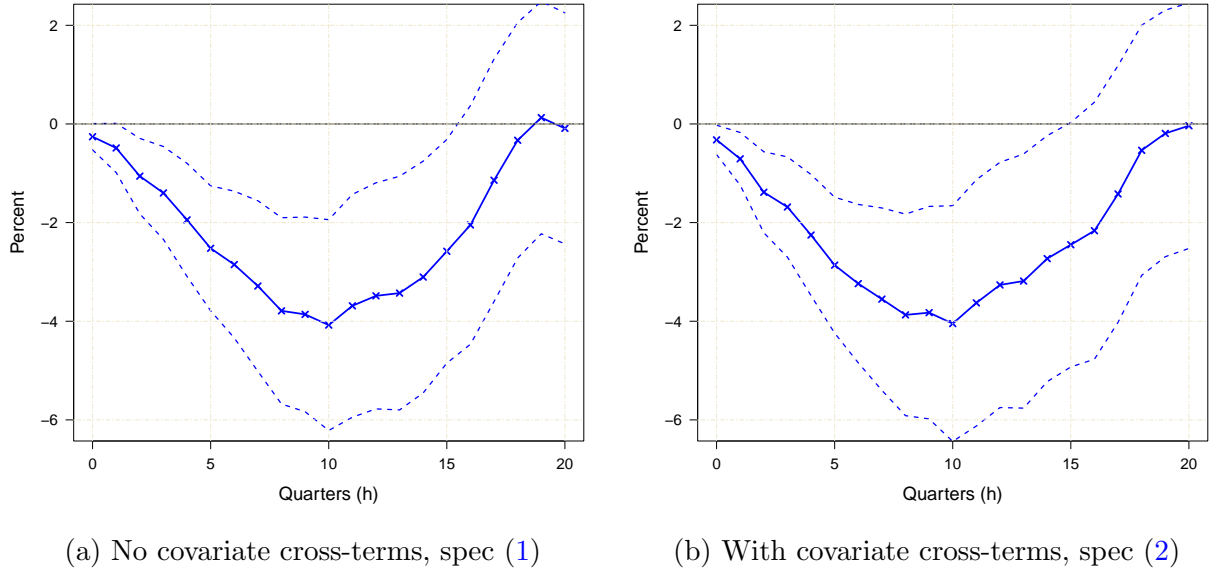 2
0
−2
−4
−6
Percent
0 5 10 15 20
Quarters (h)
(a) No covariate cross-terms, spec (1)
2
0
−2
−4
−6
Percent
0 5 10 15 20
Quarters (h)
(b) With covariate cross-terms, spec (2)